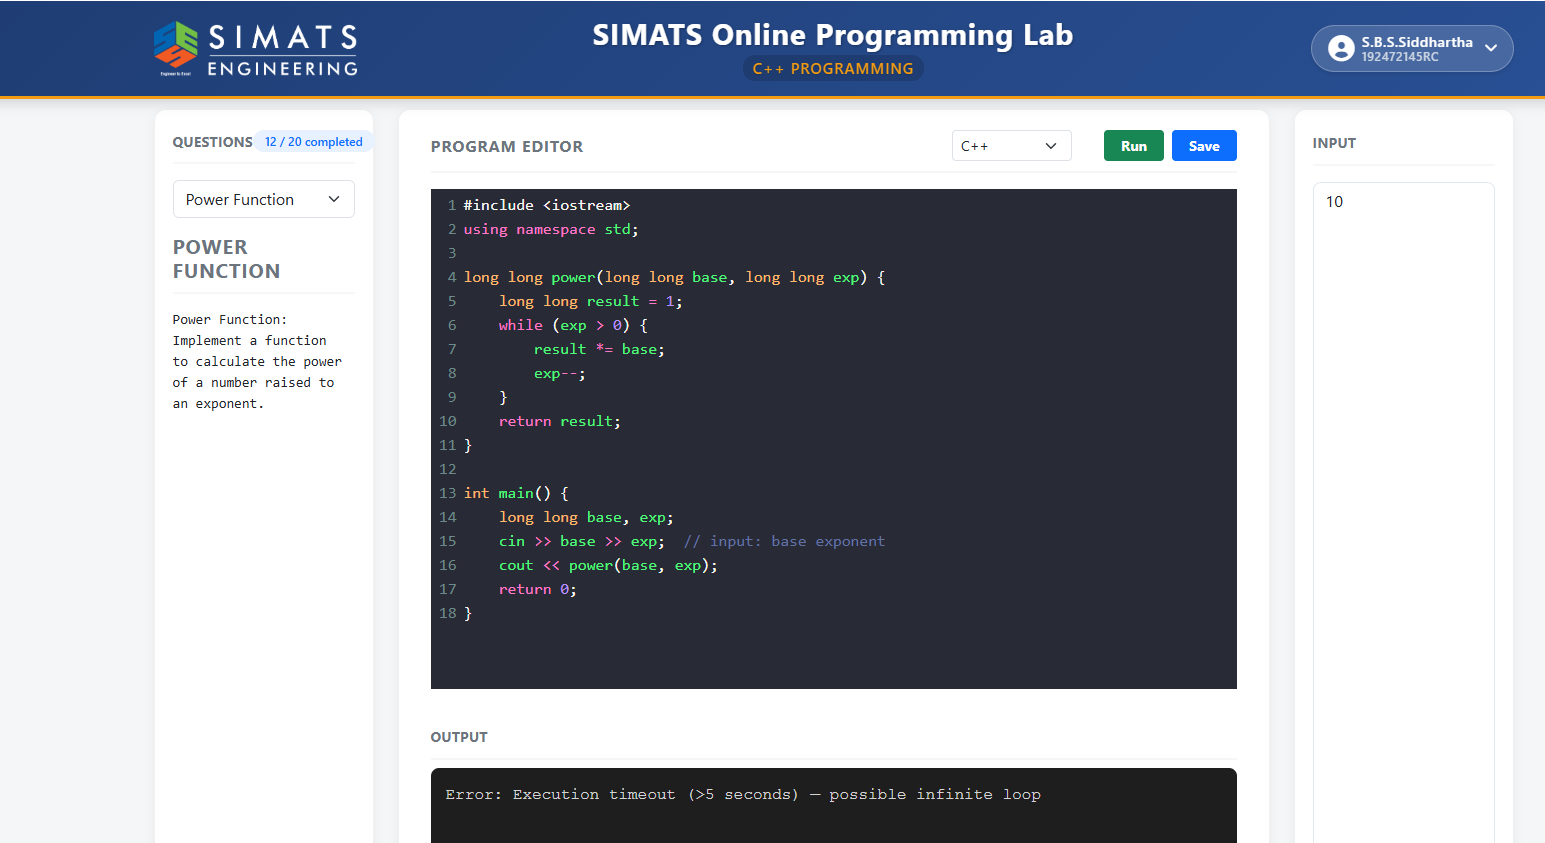 SIMATS
ENGINEERING
Engineer to Excel
SIMATS Online Programming Lab
C++ PROGRAMMING
S.B.S.Siddhartha
192472145RC
QUESTIONS 12 / 20 completed
Power Function
POWER
FUNCTION
Power Function:
Implement a function
to calculate the power
of a number raised to
an exponent.
PROGRAM EDITOR
C++
Run
Save
1 #include <iostream>
2 using namespace std;
3
4 long long power(long long base, long long exp) {
5     long long result = 1;
6     while (exp > 0) {
7         result *= base;
8         exp--;
9     }
10     return result;
11 }
12
13 int main() {
14     long long base, exp;
15     cin >> base >> exp;  // input: base exponent
16     cout << power(base, exp);
17     return 0;
18 }
OUTPUT
Error: Execution timeout (>5 seconds) — possible infinite loop
INPUT
10